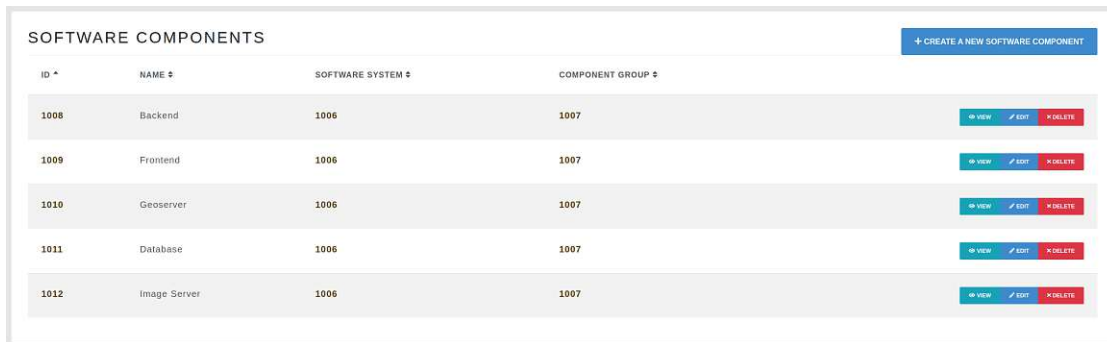 SOFTWARE COMPONENTS
+ CREATE A NEW SOFTWARE COMPONENT
ID NAME SOFTWARE SYSTEM COMPONENT GROUP
1008 Backend 1006 1007 VIEW EDIT DELETE
1009 Frontend 1006 1007 VIEW EDIT DELETE
1010 Geoserver 1006 1007 VIEW EDIT DELETE
1011 Database 1006 1007 VIEW EDIT DELETE
1012 Image Server 1006 1007 VIEW EDIT DELETE